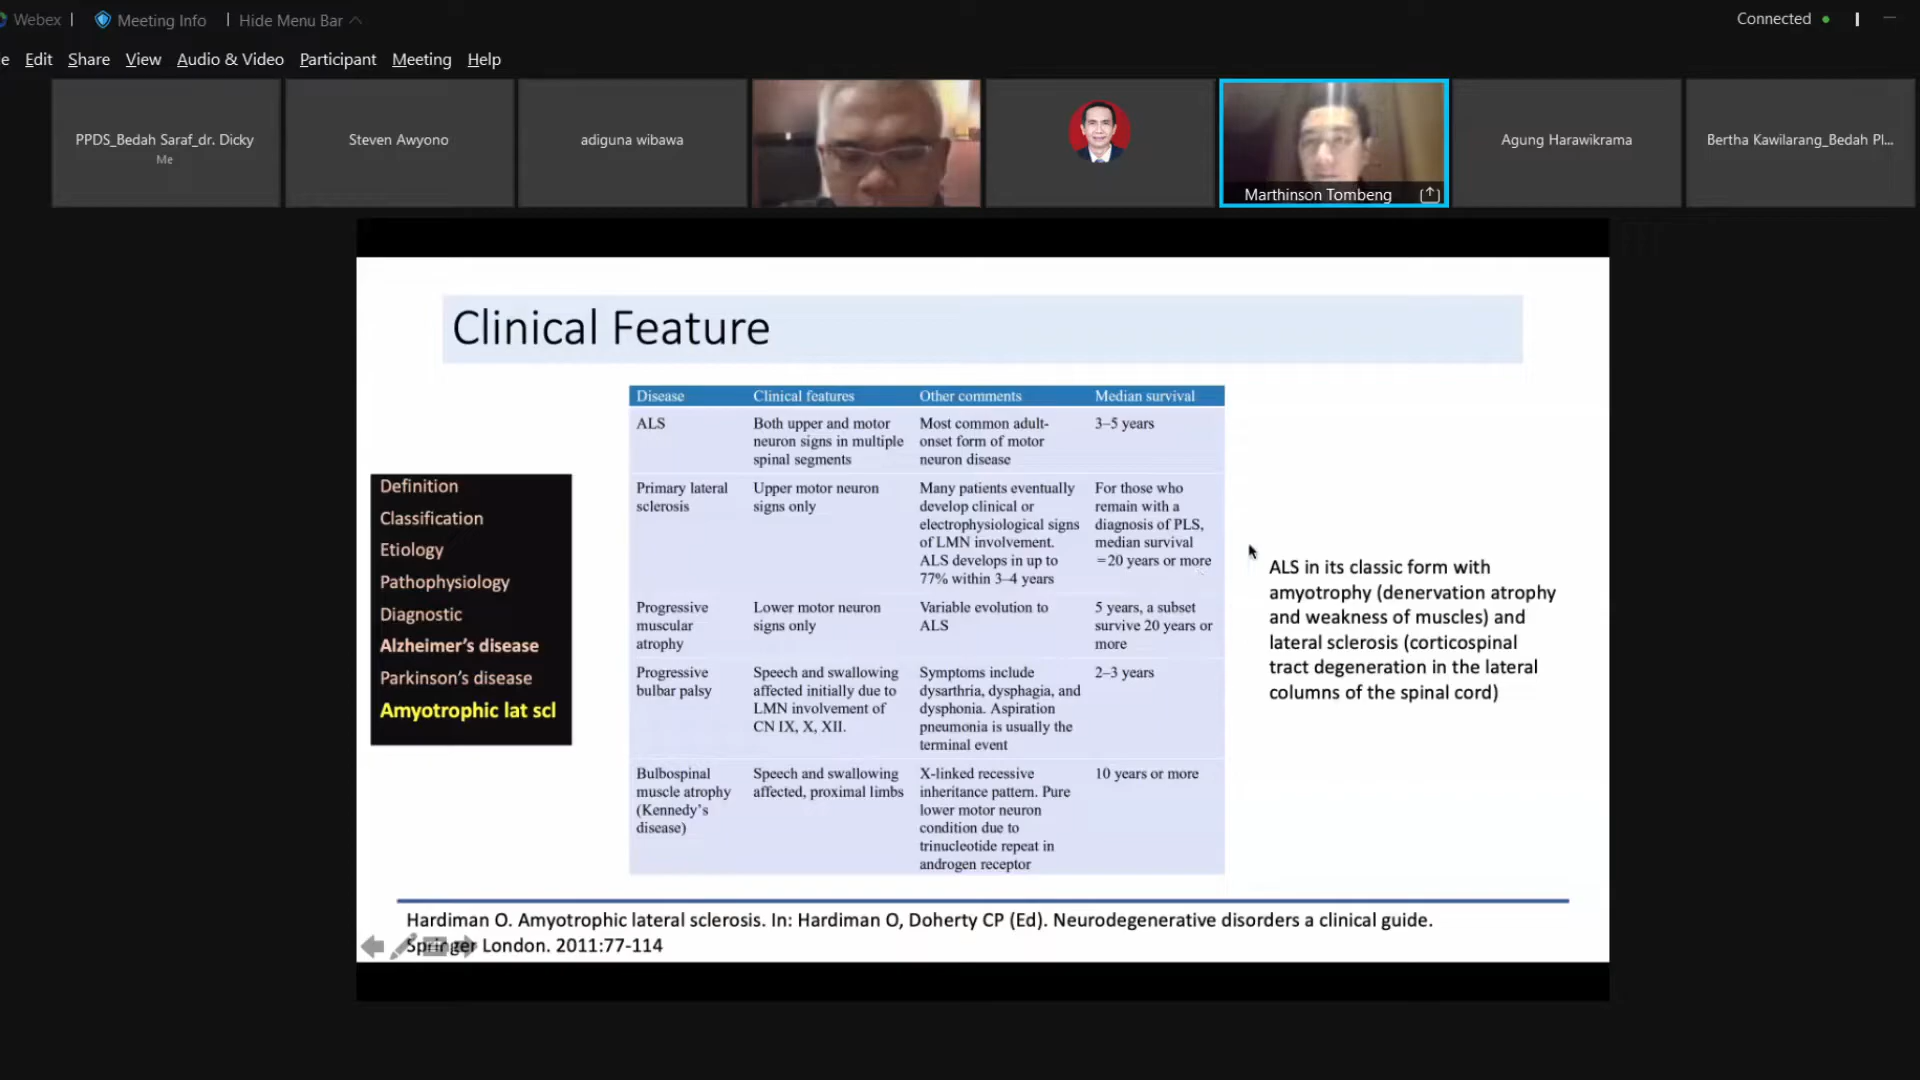 Webex
Meeting Info
Hide Menu Bar
Connected
e Edit Share View Audio & Video Participant Meeting Help
PPDS_Bedah Saraf_dr. Dicky
Me
Steven Awyono
adiguna wibawa
Marthinson Tombeng
Agung Harawikrama
Bertha Kawilarang_Bedah Pl...
Clinical Feature
Definition
Classification
Etiology
Pathophysiology
Diagnostic
Alzheimer’s disease
Parkinson’s disease
Amyotrophic lat scl
Disease Clinical features Other comments Median survival
ALS
Both upper and motor
neuron signs in multiple
spinal segments
Most common adult-
onset form of motor
neuron disease
3–5 years
Primary lateral
sclerosis
Upper motor neuron
signs only
Many patients eventually
develop clinical or
electrophysiological signs
of LMN involvement.
ALS develops in up to
77% within 3–4 years
For those who
remain with a
diagnosis of PLS,
median survival
=20 years or more
Progressive
muscular
atrophy
Lower motor neuron
signs only
Variable evolution to
ALS
5 years, a subset
survive 20 years or
more
Progressive
bulbar palsy
Speech and swallowing
affected initially due to
LMN involvement of
CN IX, X, XII.
Symptoms include
dysarthria, dysphagia, and
dysphonia. Aspiration
pneumonia is usually the
terminal event
2–3 years
Bulbospinal
muscle atrophy
(Kennedy’s
disease)
Speech and swallowing
affected, proximal limbs
X-linked recessive
inheritance pattern. Pure
lower motor neuron
condition due to
trinucleotide repeat in
androgen receptor
10 years or more
ALS in its classic form with
amyotrophy (denervation atrophy
and weakness of muscles) and
lateral sclerosis (corticospinal
tract degeneration in the lateral
columns of the spinal cord)
Hardiman O. Amyotrophic lateral sclerosis. In: Hardiman O, Doherty CP (Ed). Neurodegenerative disorders a clinical guide.
Springer London. 2011:77-114